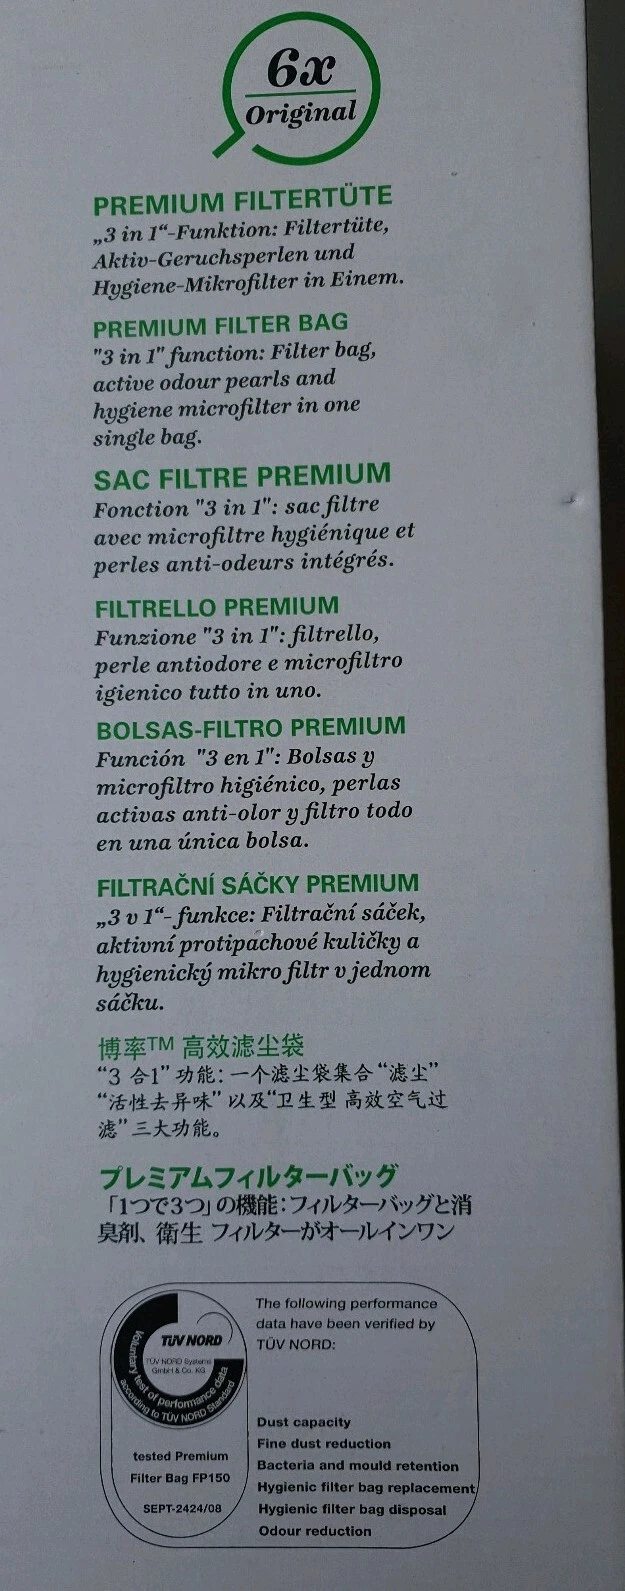 6x
Original
PREMIUM FILTERTÜTE
„3 in 1“-Funktion: Filtertüte,
Aktiv-Geruchsperlen und
Hygiene-Mikrofilter in Einem.
PREMIUM FILTER BAG
"3 in 1" function: Filter bag,
active odour pearls and
hygiene microfilter in one
single bag.
SAC FILTRE PREMIUM
Fonction "3 in 1": sac filtre
avec microfiltre hygiénique et
perles anti-odeurs intégrés.
FILTRELLO PREMIUM
Funzione "3 in 1": filtrello,
perle antiodore e microfiltro
igienico tutto in uno.
BOLSAS-FILTRO PREMIUM
Función "3 en 1": Bolsas y
microfiltro higiénico, perlas
activas anti-olor y filtro todo
en una única bolsa.
FILTRAČNÍ SÁČKY PREMIUM
„3 v 1“- funkce: Filtrační sáček,
aktivní protipachové kuličky a
hygienický mikro filtr v jednom
sáčku.
博率™ 高效滤尘袋
“3 合1” 功能: 一个滤尘袋集合 “滤尘”
“活性去异味” 以及“卫生型 高效空气过
滤” 三大功能。
プレミアムフィルターバッグ
「1つで3つ」の機能:フィルターバッグと消
臭剤、衛生 フィルターがオールインワン
TÜV NORD
TÜV NORD Systems
GmbH & Co. KG
Voluntary test of performance data
according to TÜV NORD Standard
tested Premium
Filter Bag FP150
SEPT-2424/08
The following performance
data have been verified by
TÜV NORD:
Dust capacity
Fine dust reduction
Bacteria and mould retention
Hygienic filter bag replacement
Hygienic filter bag disposal
Odour reduction